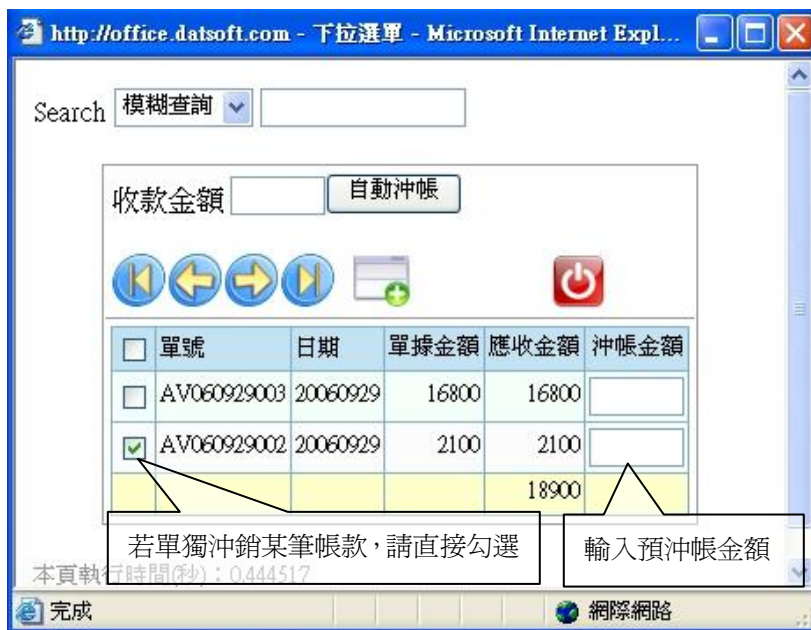 http://office.datsoft.com - 下拉選單 - Microsoft Internet Expl...
Search 模糊查詢
收款金額 自動沖帳
單號 日期 單據金額 應收金額 沖帳金額
AV060929003 20060929 16800 16800
AV060929002 20060929 2100 2100
18900
若單獨沖銷某筆帳款，請直接勾選
輸入預沖帳金額
本頁執行時間(秒)：0.444517
完成 網際網路